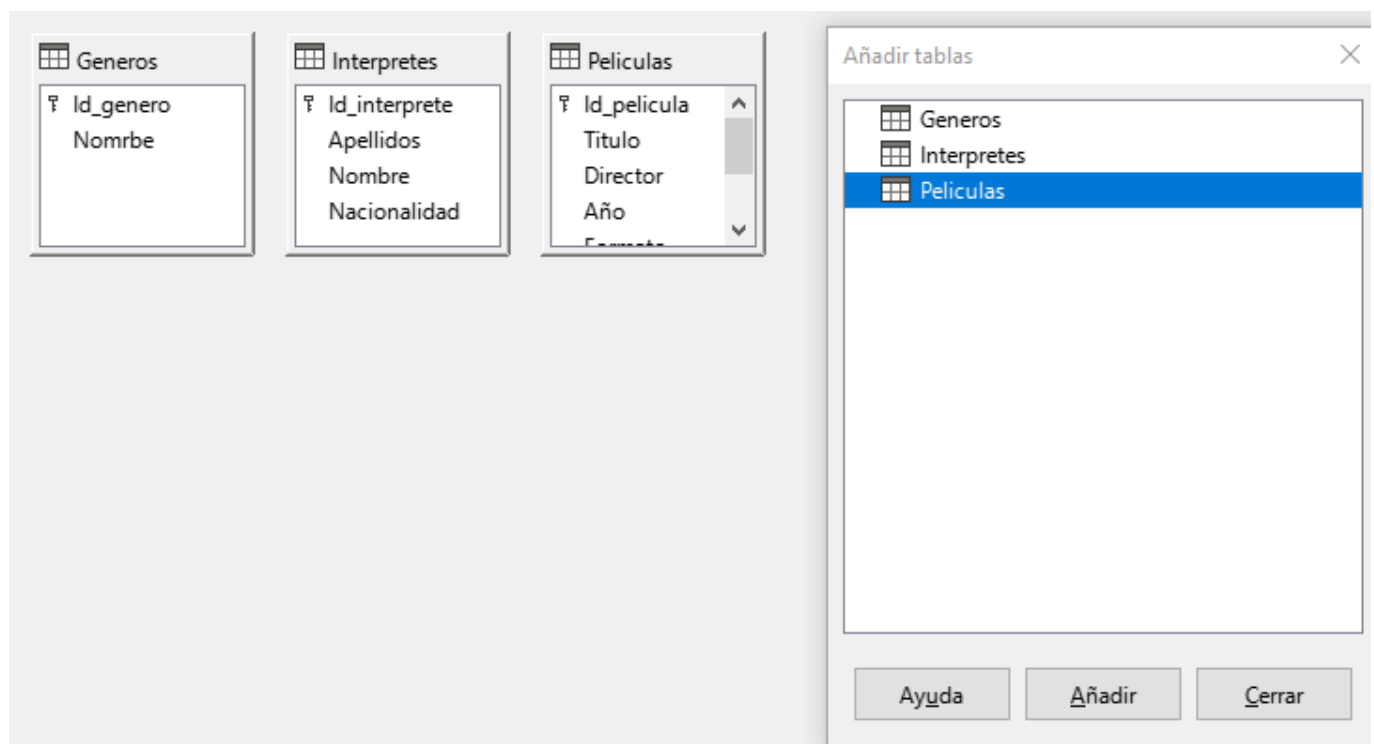 Generos
Id_genero
Nomrbe
Interpretes
Id_interprete
Apellidos
Nombre
Nacionalidad
Peliculas
Id_pelicula
Titulo
Director
Año
Añadir tablas
Generos
Interpretes
Peliculas
Ayuda
Añadir
Cerrar